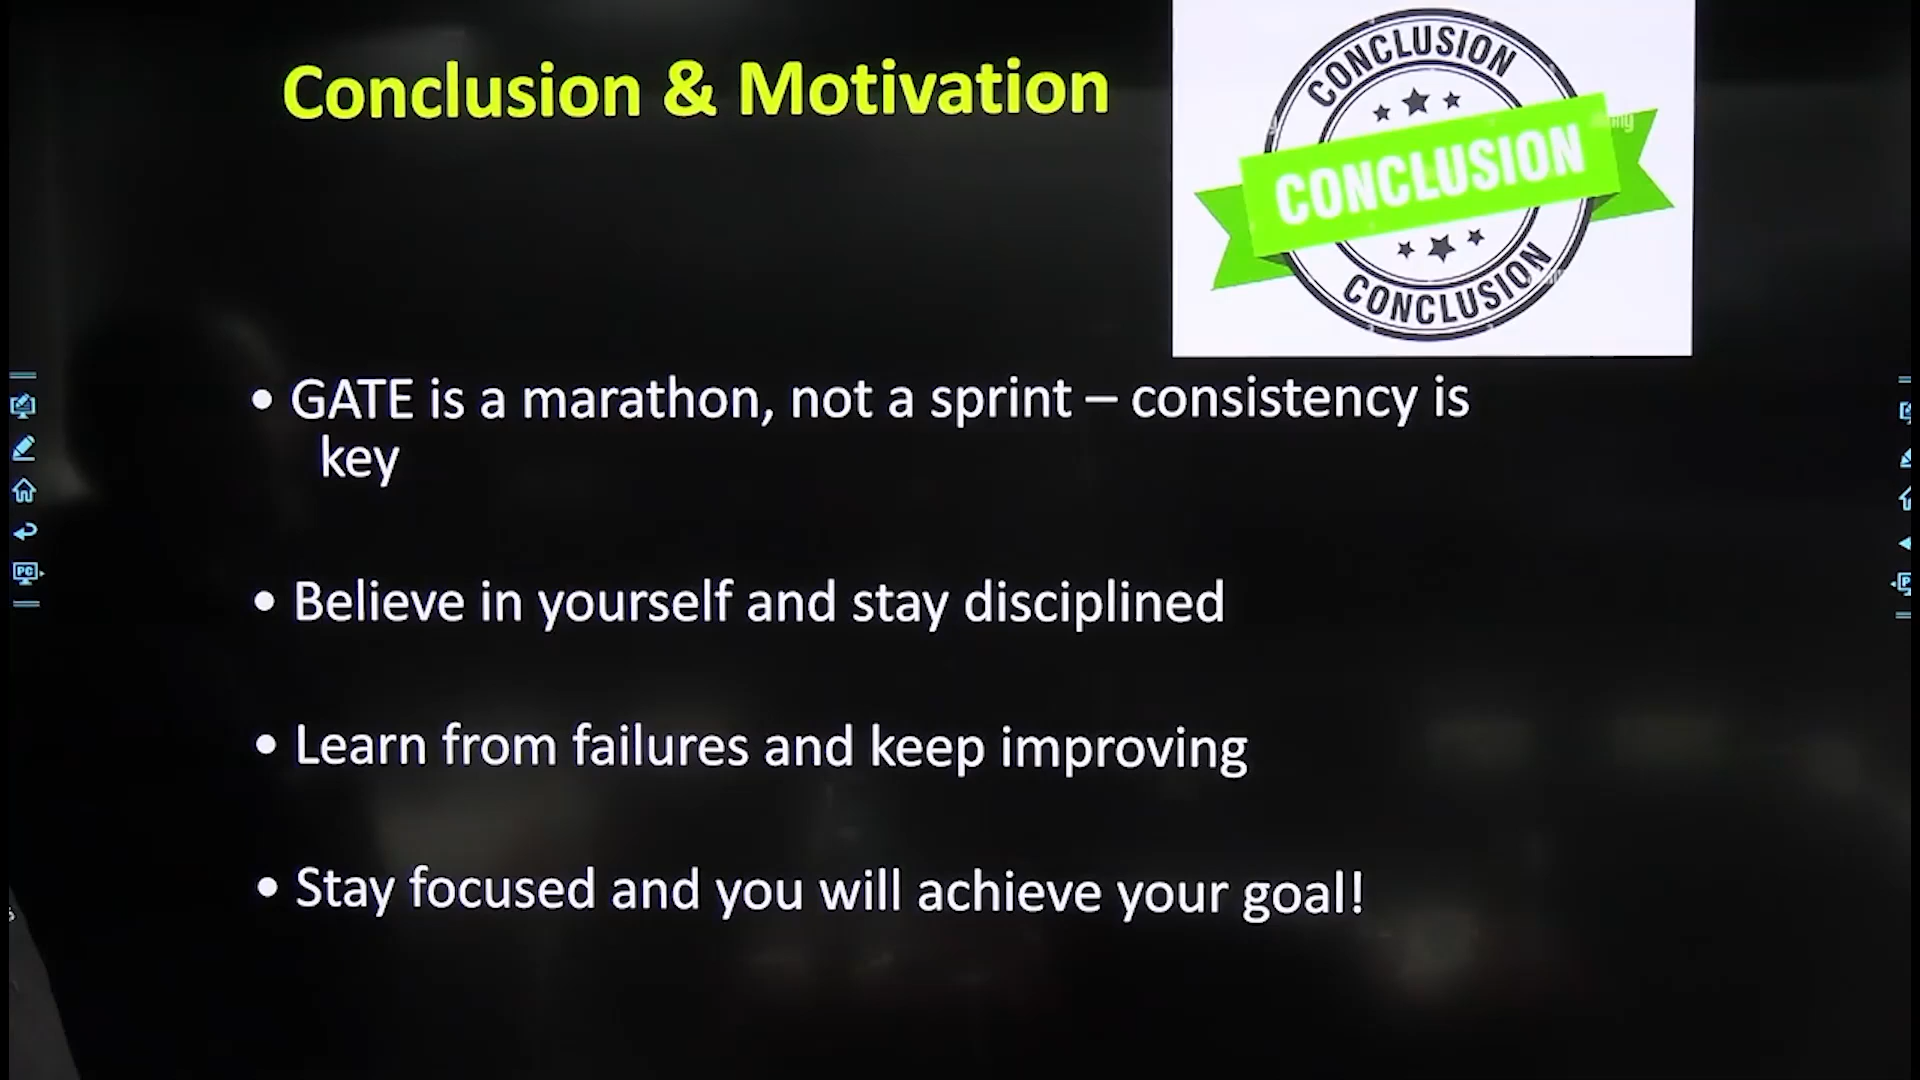 Conclusion & Motivation
CONCLUSION
CONCLUSION
CONCLUSION
• GATE is a marathon, not a sprint – consistency is
key
• Believe in yourself and stay disciplined
• Learn from failures and keep improving
• Stay focused and you will achieve your goal!
PC